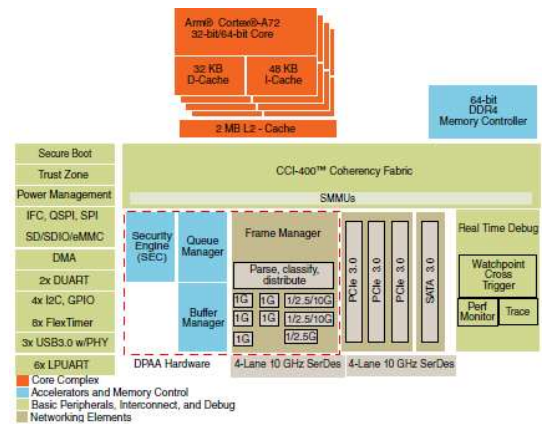 Arm® Cortex®-A72
32-bit/64-bit Core
32 KB
D-Cache
48 KB
I-Cache
2 MB L2 - Cache
64-bit
DDR4
Memory Controller
Secure Boot
Trust Zone
Power Management
IFC, QSPI, SPI
SD/SDIO/eMMC
DMA
2x DUART
4x I2C, GPIO
8x FlexTimer
3x USB3.0 w/PHY
6x LPUART
CCI-400™ Coherency Fabric
SMMUs
Security
Engine
(SEC)
Queue
Manager
Buffer
Manager
Frame Manager
Parse, classify,
distribute
1G
1G
1/2.5/10G
1G
1G
1/2.5/10G
1G
1/2.5G
DPAA Hardware
PCIe 3.0
PCIe 3.0
PCIe 3.0
SATA 3.0
4-Lane 10 GHz SerDes
4-Lane 10 GHz SerDes
Real Time Debug
Watchpoint
Cross
Trigger
Perf
Monitor
Trace
Core Complex
Accelerators and Memory Control
Basic Peripherals, Interconnect, and Debug
Networking Elements